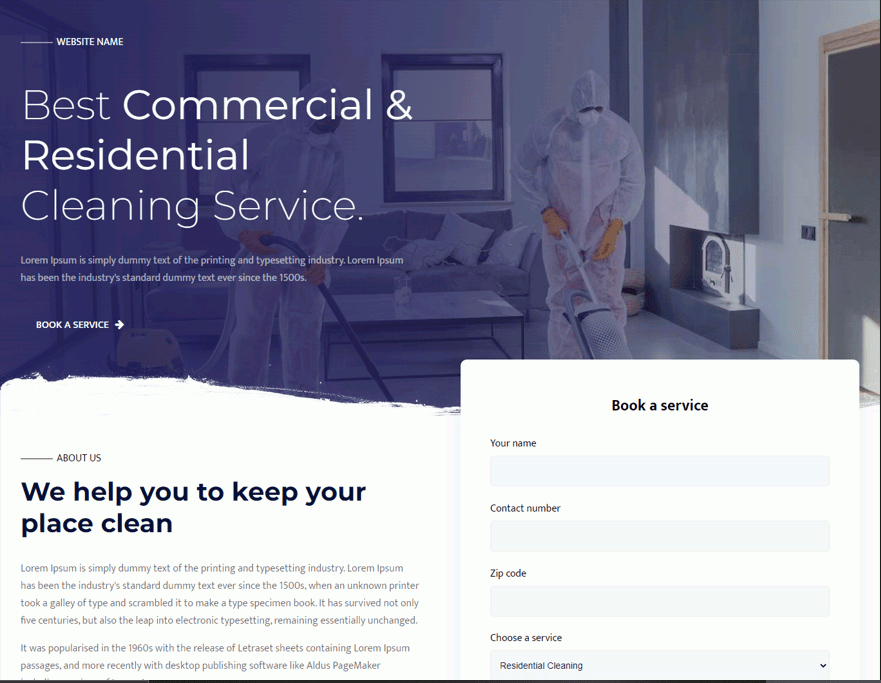 WEBSITE NAME
Best Commercial &
Residential
Cleaning Service.
Lorem Ipsum is simply dummy text of the printing and typesetting industry. Lorem Ipsum
has been the industry's standard dummy text ever since the 1500s.
BOOK A SERVICE
ABOUT US
We help you to keep your
place clean
Lorem Ipsum is simply dummy text of the printing and typesetting industry. Lorem Ipsum
has been the industry's standard dummy text ever since the 1500s, when an unknown printer
took a galley of type and scrambled it to make a type specimen book. It has survived not only
five centuries, but also the leap into electronic typesetting, remaining essentially unchanged.
It was popularised in the 1960s with the release of Letraset sheets containing Lorem Ipsum
passages, and more recently with desktop publishing software like Aldus PageMaker
Book a service
Your name
Contact number
Zip code
Choose a service
Residential Cleaning